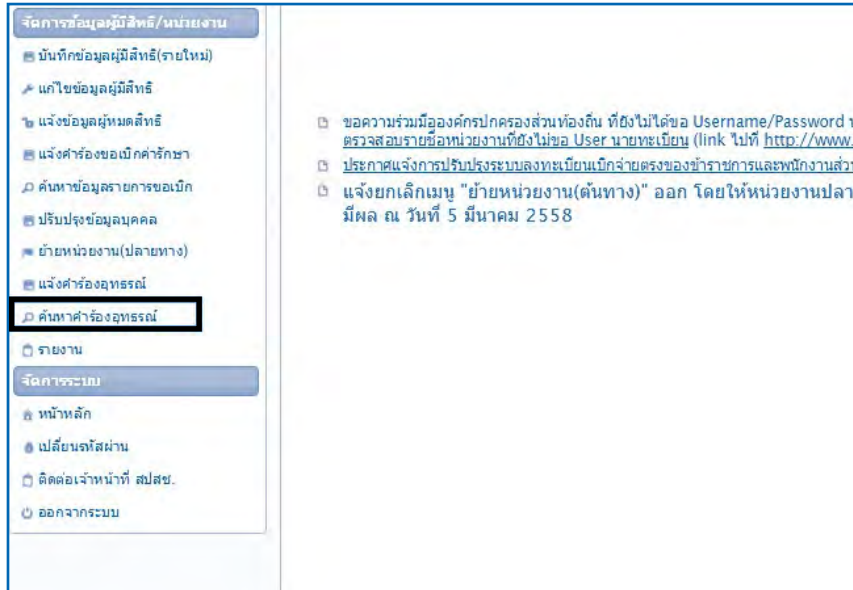 จัดการข้อมูลผู้มีสิทธิ/หน่วยงาน
บันทึกข้อมูลผู้มีสิทธิ(รายใหม่)
แก้ไขข้อมูลผู้มีสิทธิ
แจ้งข้อมูลผู้หมดสิทธิ
แจ้งคำร้องขอเบิกค่ารักษา
ค้นหาข้อมูลรายการขอเบิก
ปรับปรุงข้อมูลบุคคล
ย้ายหน่วยงาน(ปลายทาง)
แจ้งคำร้องอุทธรณ์
ค้นหาคำร้องอุทธรณ์
รายงาน
จัดการระบบ
หน้าหลัก
เปลี่ยนรหัสผ่าน
ติดต่อเจ้าหน้าที่ สปสช.
ออกจากระบบ
ขอความร่วมมือองค์กรปกครองส่วนท้องถิ่น ที่ยังไม่ได้ขอ Username/Password
ตรวจสอบรายชื่อหน่วยงานที่ยังไม่ขอ User นายทะเบียน (link ไปที่ http://www.
ประกาศแจ้งการปรับปรุงระบบลงทะเบียนเบิกจ่ายตรงของข้าราชการและพนักงานส่ว
แจ้งยกเลิกเมนู "ย้ายหน่วยงาน(ต้นทาง)" ออก โดยให้หน่วยงานปลา
มีผล ณ วันที่ 5 มีนาคม 2558